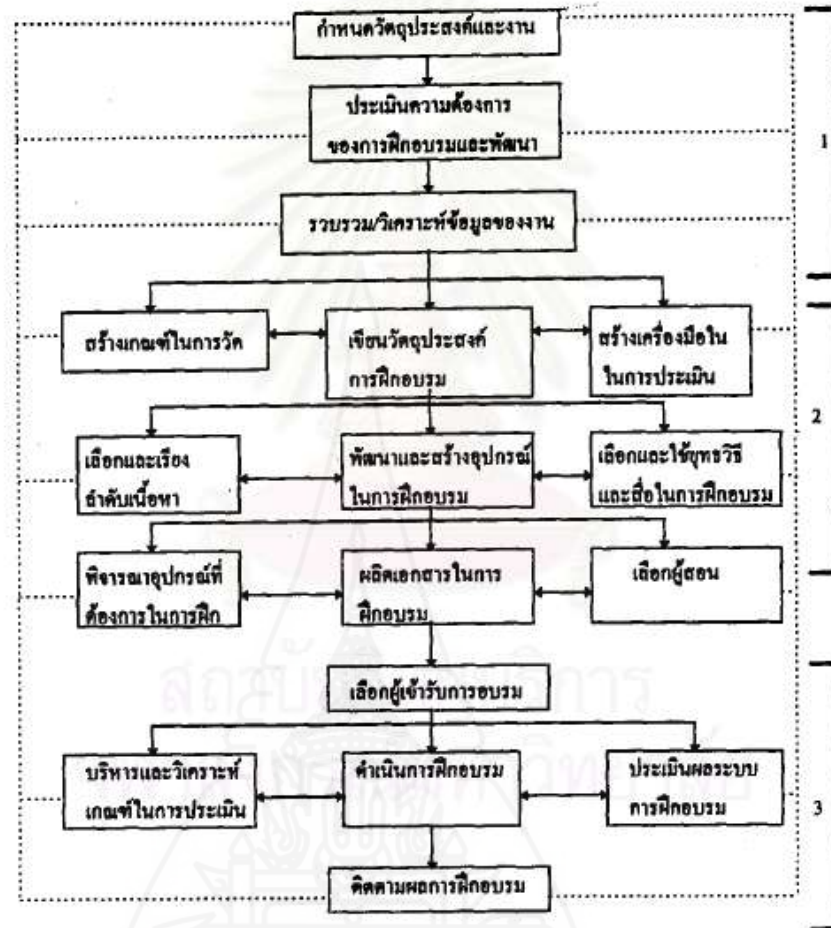 กำหนดวัตถุประสงค์และงาน
ประเมินความต้องการ
ของการฝึกอบรมและพัฒนา
1
รวบรวม/วิเคราะห์ข้อมูลของงาน
สร้างเกณฑ์ในการวัด
เขียนวัตถุประสงค์
การฝึกอบรม
สร้างเครื่องมือใน
ในการประเมิน
2
เลือกและเรียง
ลำดับเนื้อหา
พัฒนาและสร้างอุปกรณ์
ในการฝึกอบรม
เลือกและใช้ยุทธวิธี
และสื่อในการฝึกอบรม
พิจารณาอุปกรณ์ที่
ต้องการในการฝึก
ผลิตเอกสารในการ
ฝึกอบรม
เลือกผู้สอน
เลือกผู้เข้ารับการอบรม
บริหารและวิเคราะห์
เกณฑ์ในการประเมิน
ดำเนินการฝึกอบรม
ประเมินผลระบบ
การฝึกอบรม
3
ติดตามผลการฝึกอบรม